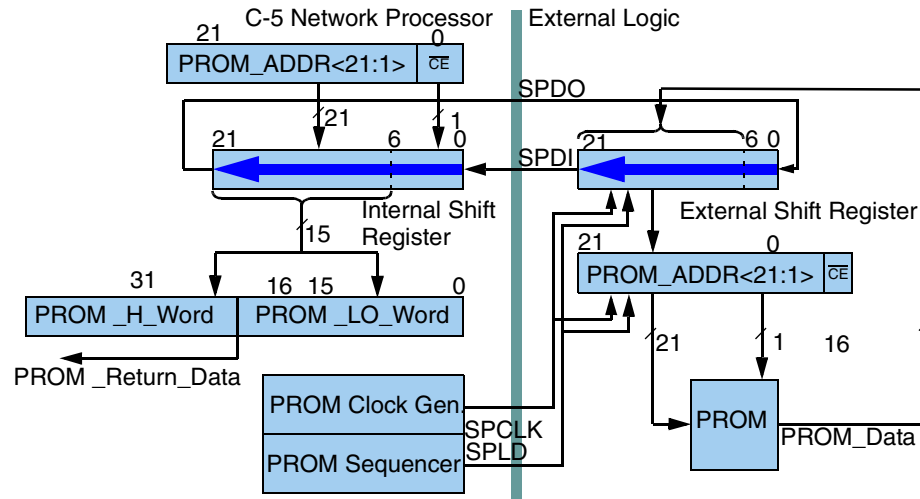 C-5 Network Processor
External Logic
21
0
PROM_ADDR<21:1>
CE
SPDO
21
1
21
6
0
SPDI
21
6
0
15
Internal Shift
Register
External Shift Register
21
0
PROM_ADDR<21:1>
CE
31
16
15
0
PROM _H_Word
PROM _LO_Word
PROM _Return_Data
21
1
16
PROM Clock Gen.
SPCLK
SPLD
PROM Sequencer
PROM
PROM_Data